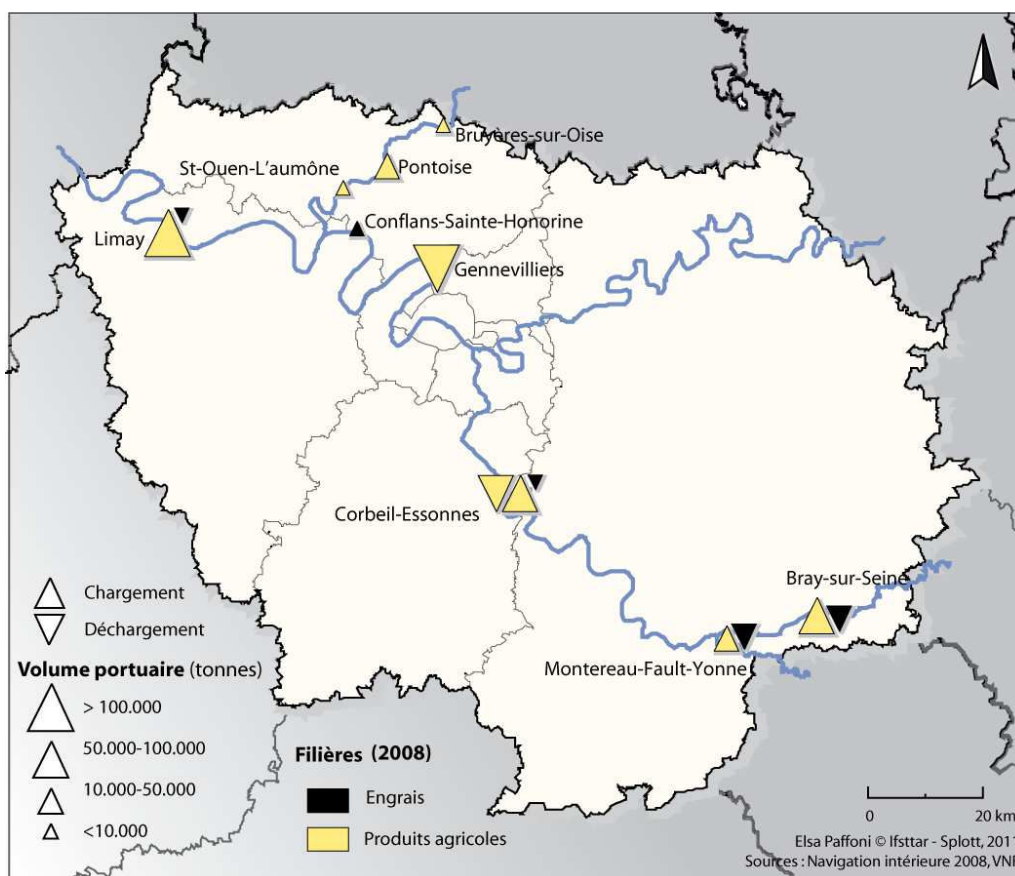 Bruyères-sur-Oise
St-Ouen-L'aumône
Pontoise
Conflans-Sainte-Honorine
Limay
Gennevilliers
Corbeil-Essonnes
Bray-sur-Seine
Montereau-Fault-Yonne
Chargement
Déchargement
Volume portuaire (tonnes)
> 100.000
50.000-100.000
10.000-50.000
<10.000
Filières (2008)
Engrais
Produits agricoles
0 20 km
Elsa Paffoni © Ifsttar - Splott, 2011
Sources : Navigation intérieure 2008, VNF